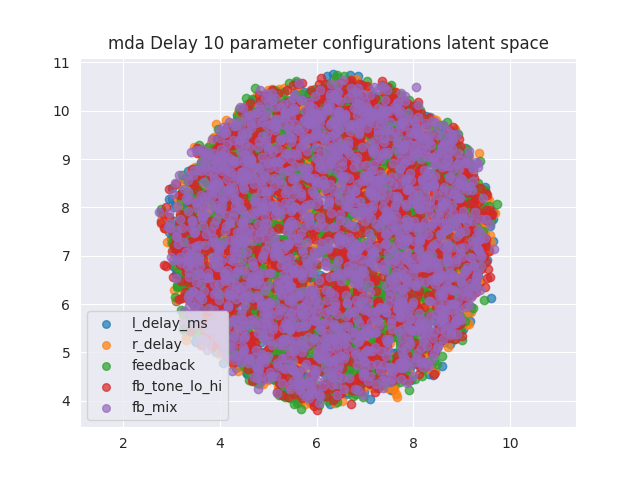 mda Delay 10 parameter configurations latent space
11
10
9
8
7
6
5
4
l_delay_ms
r_delay
feedback
fb_tone_lo_hi
fb_mix
2
4
6
8
10